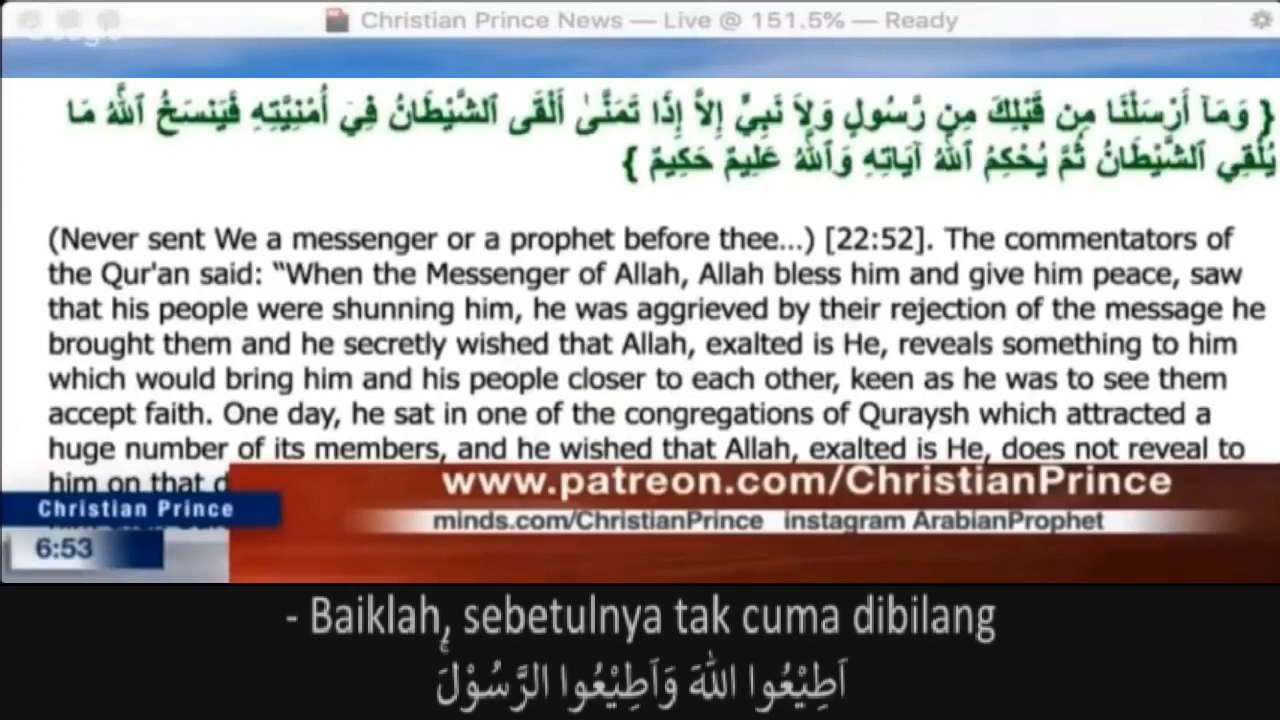 Christian Prince News — Live @ 151.5% — Ready
Google
{ وَمَآ أَرْسَلْنَا مِن قَبْلِكَ مِن رَّسُولٍ وَلاَ نَبِيٍّ إِلاَّ إِذَا تَمَنَّىٰ أَلْقَى ٱلشَّيْطَانُ فِيۤ أُمْنِيَّتِهِ فَيَنسَخُ ٱللَّهُ مَا
يُلْقِي ٱلشَّيْطَانُ ثُمَّ يُحْكِمُ ٱللَّهُ آيَاتِهِ وَٱللَّهُ عَلِيمٌ حَكِيمٌ }
(Never sent We a messenger or a prophet before thee...) [22:52]. The commentators of
the Qur'an said: “When the Messenger of Allah, Allah bless him and give him peace, saw
that his people were shunning him, he was aggrieved by their rejection of the message he
brought them and he secretly wished that Allah, exalted is He, reveals something to him
which would bring him and his people closer to each other, keen as he was to see them
accept faith. One day, he sat in one of the congregations of Quraysh which attracted a
huge number of its members, and he wished that Allah, exalted is He, does not reveal to
him on that d
www.patreon.com/ChristianPrince
Christian Prince
minds.com/ChristianPrince instagram ArabianProphet
6:53
- Baiklah, sebetulnya tak cuma dibilang
اَطِيْعُوا اللّٰهَ وَاَطِيْعُوا الرَّسُوْلَۚ